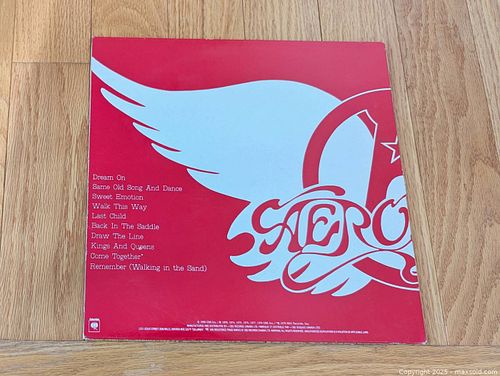 Dream On
Same Old Song And Dance
Sweet Emotion
Walk This Way
Last Child
Back In The Saddle
Draw The Line
Kings And Queens
Come Together*
Remember (Walking in the Sand)
AERO
Copyright 2025 - maxsold.com